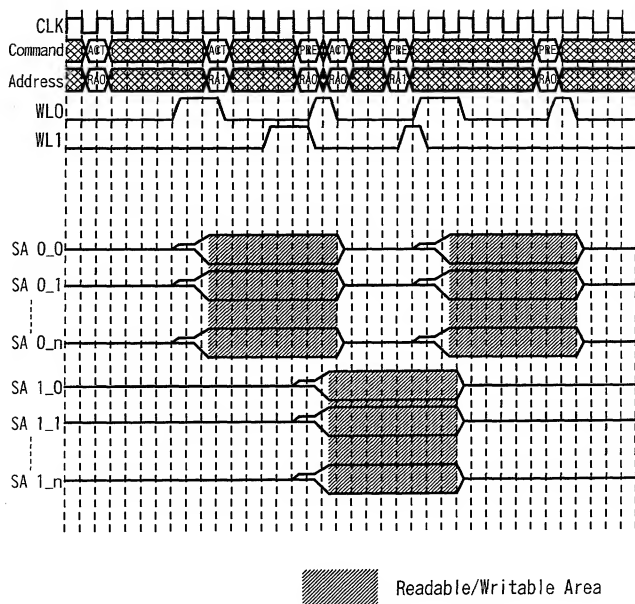 CLK
Command ACT ACT PRE ACT PRE PRE
Address RA0 RA1 RA0 RA0 RA1 RA0
WL0
WL1
SA 0_0
SA 0_1
SA 0_n
SA 1_0
SA 1_1
SA 1_n
Readable/Writable Area